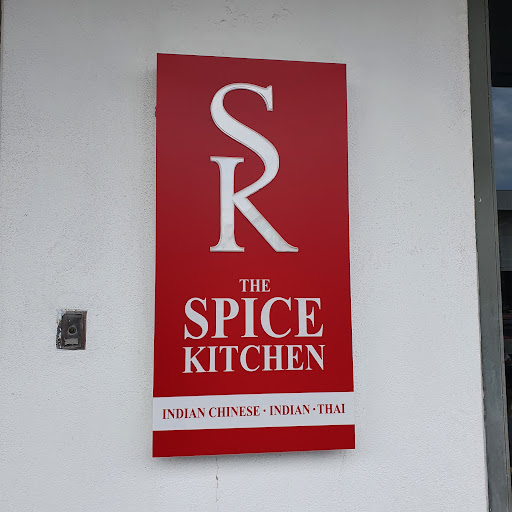 SK
THE
SPICE
KITCHEN
INDIAN CHINESE · INDIAN · THAI